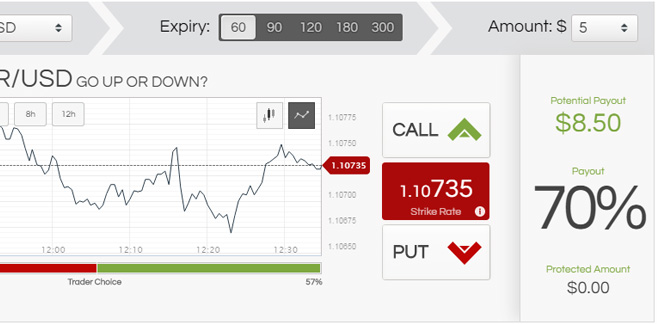 SD Expiry: 60 90 120 180 300 Amount: $ 5
R/USD GO UP OR DOWN?
8h 12h
CALL
1.10735
Strike Rate i
PUT
1.10775
1.10750
1.10735
1.10700
1.10675
1.10650
12:00 12:10 12:20 12:30
Trader Choice 57%
Potential Payout
$8.50
Payout
70%
Protected Amount
$0.00